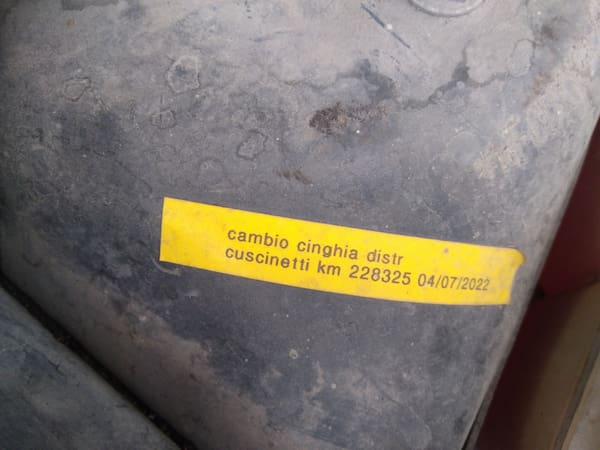 cambio cinghia distr
cuscinetti km 228325 04/07/2022